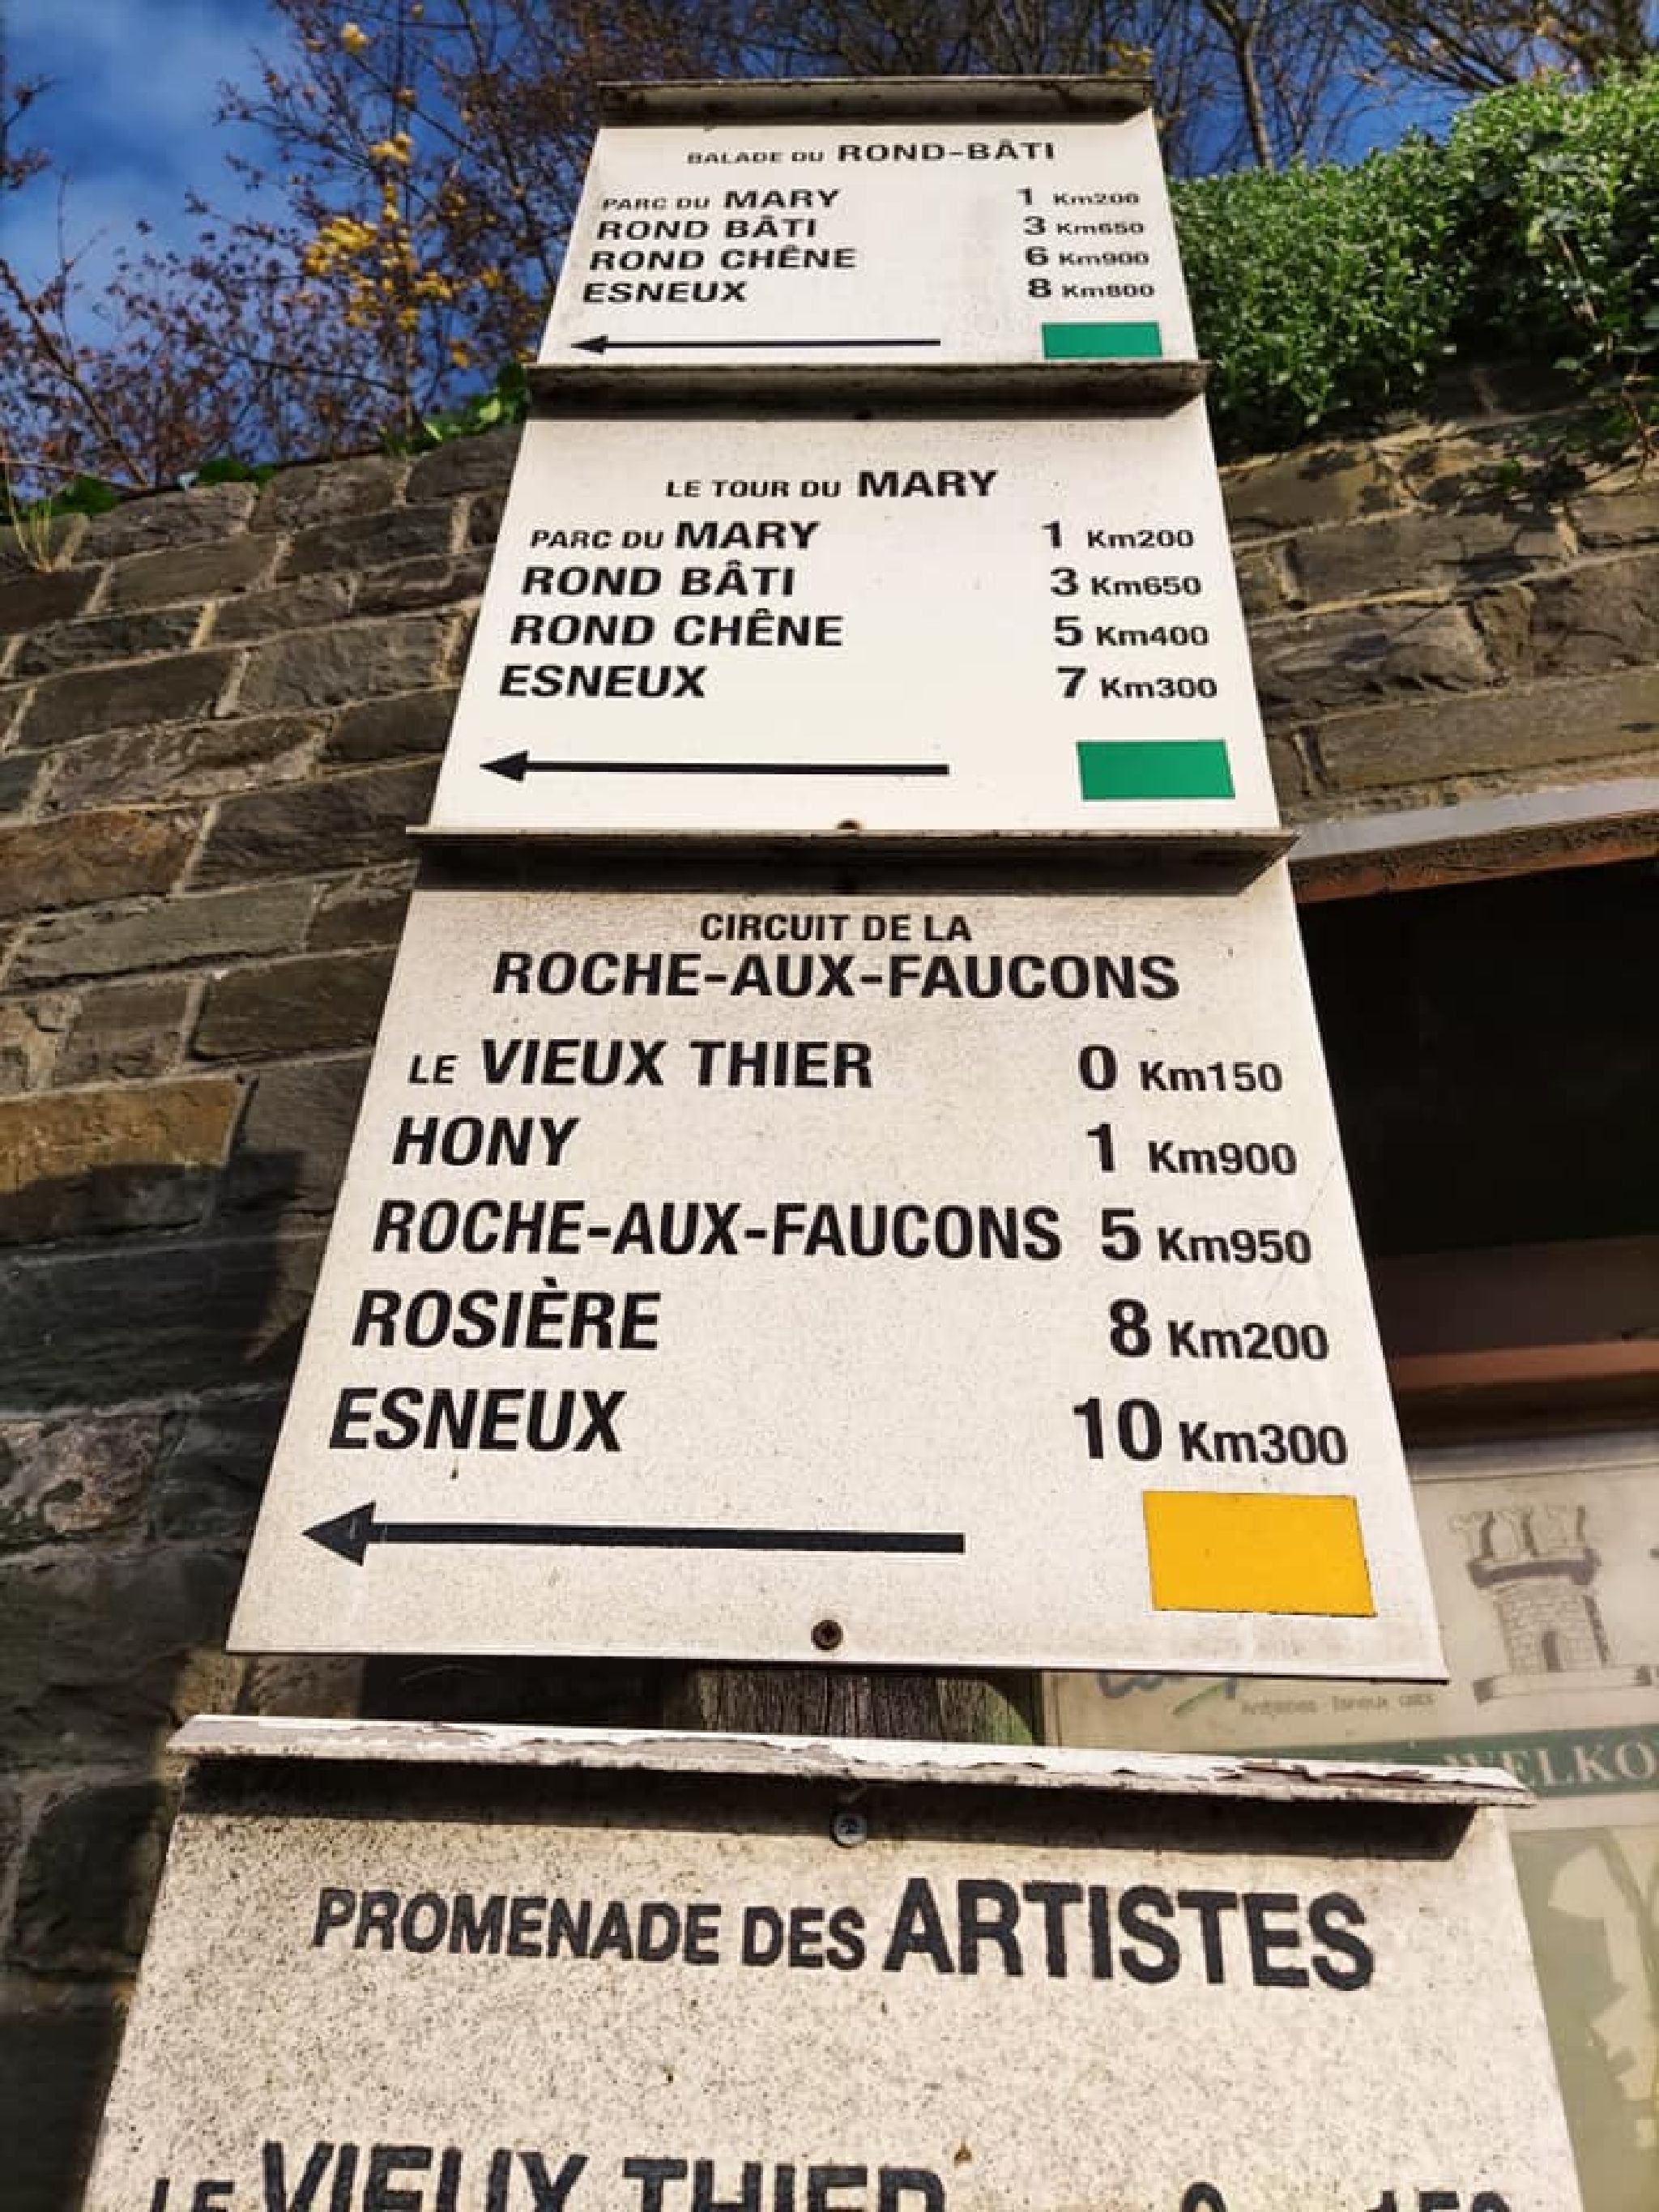 BALADE DU ROND-BÂTI
PARC DU MARY 1 Km200
ROND BÂTI 3 Km650
ROND CHÊNE 6 Km900
ESNEUX 8 Km800
LE TOUR DU MARY
PARC DU MARY 1 Km200
ROND BÂTI 3 Km650
ROND CHÊNE 5 Km400
ESNEUX 7 Km300
CIRCUIT DE LA
ROCHE-AUX-FAUCONS
LE VIEUX THIER 0 Km150
HONY 1 Km900
ROCHE-AUX-FAUCONS 5 Km950
ROSIÈRE 8 Km200
ESNEUX 10 Km300
PROMENADE DES ARTISTES
LE VIEUX THIER